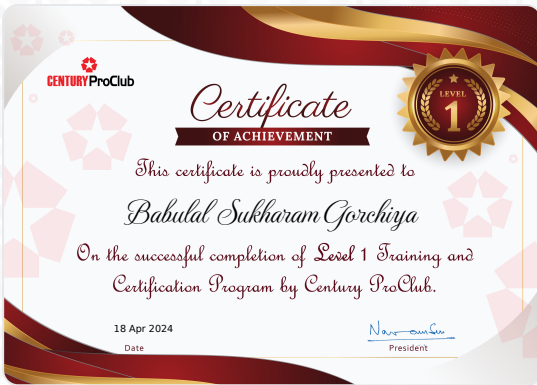 CENTURY ProClub
Certificate
OF ACHIEVEMENT
LEVEL
1
This certificate is proudly presented to
Babulal Sukharam Gorchiya
On the successful completion of Level 1 Training and
Certification Program by Century ProClub.
18 Apr 2024
Date
President